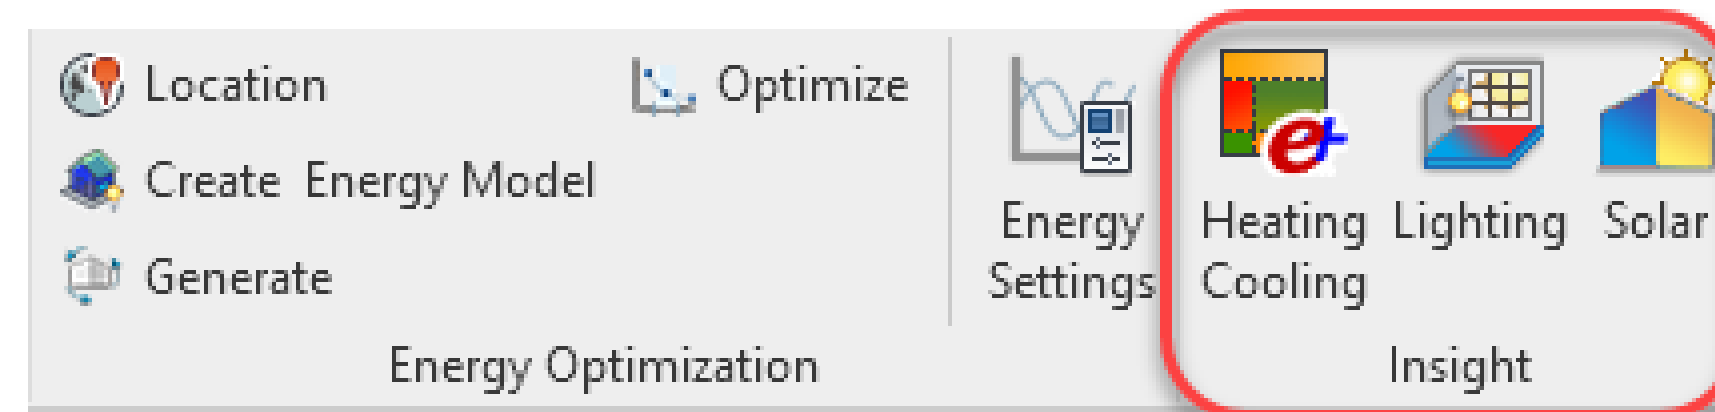 Location
Optimize
Create Energy Model
Generate
Energy Optimization
Energy
Settings
Heating
Cooling
Lighting
Solar
Insight